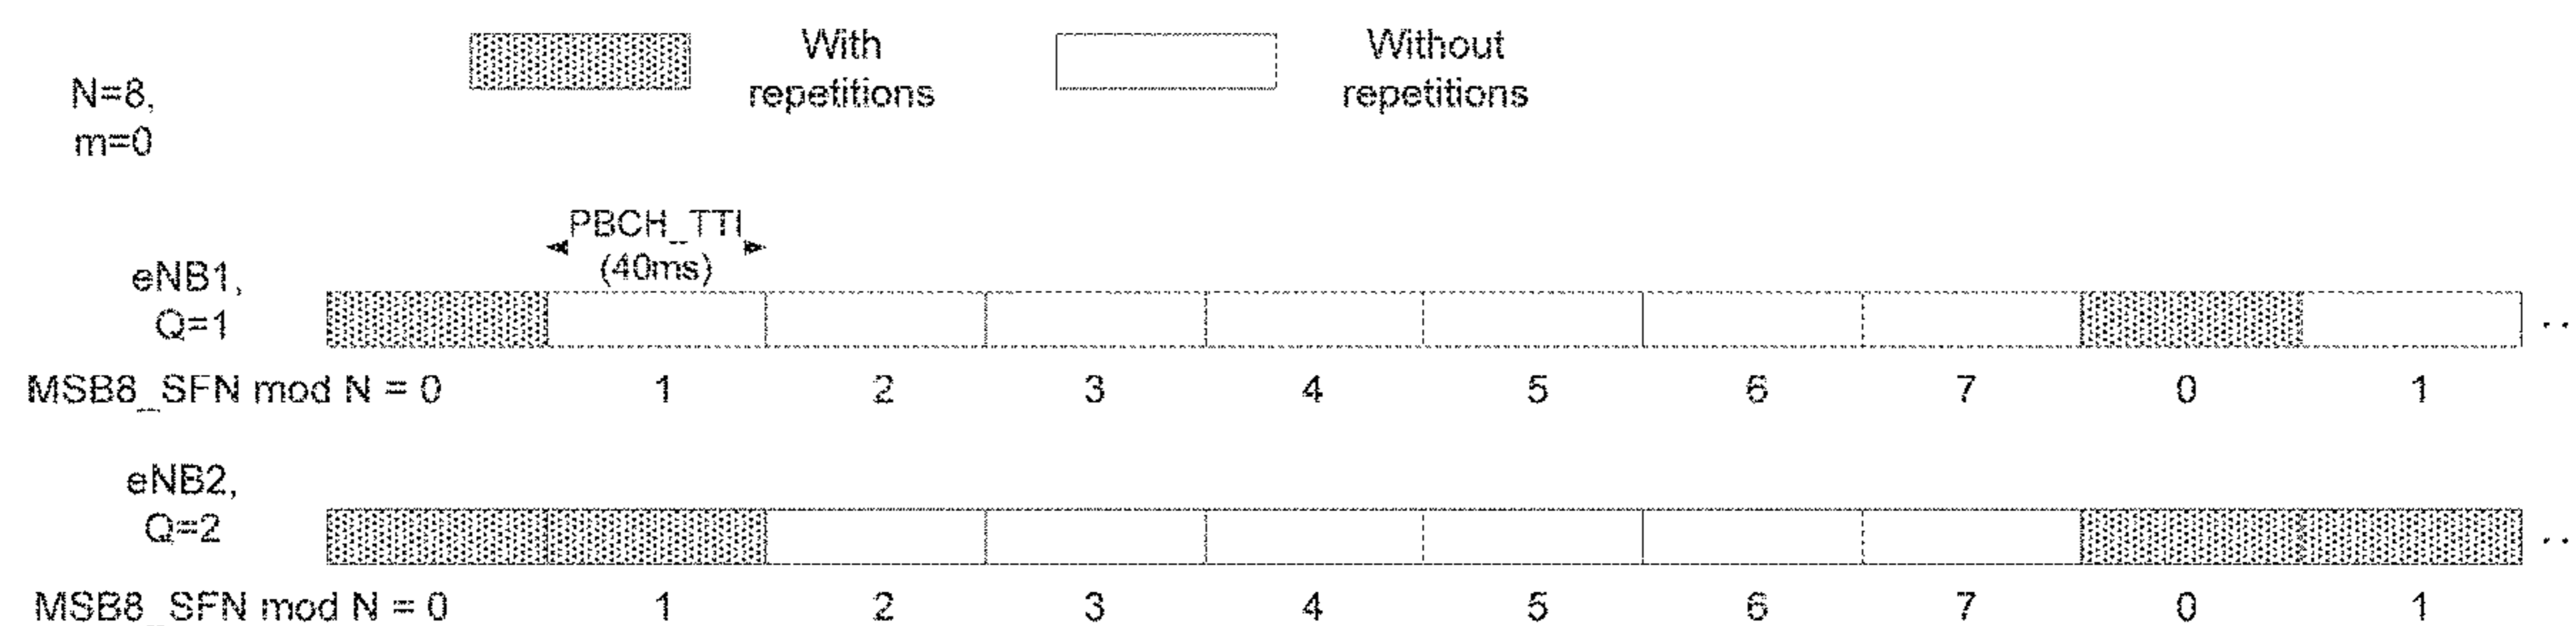 With
repetitions
Without
repetitions
N=8,
m=0
PBCH_TTI
(40ms)
eNB1,
Q=1
MSB8_SFN mod N = 0 1 2 3 4 5 6 7 0 1
eNB2,
Q=2
MSB8_SFN mod N = 0 1 2 3 4 5 6 7 0 1